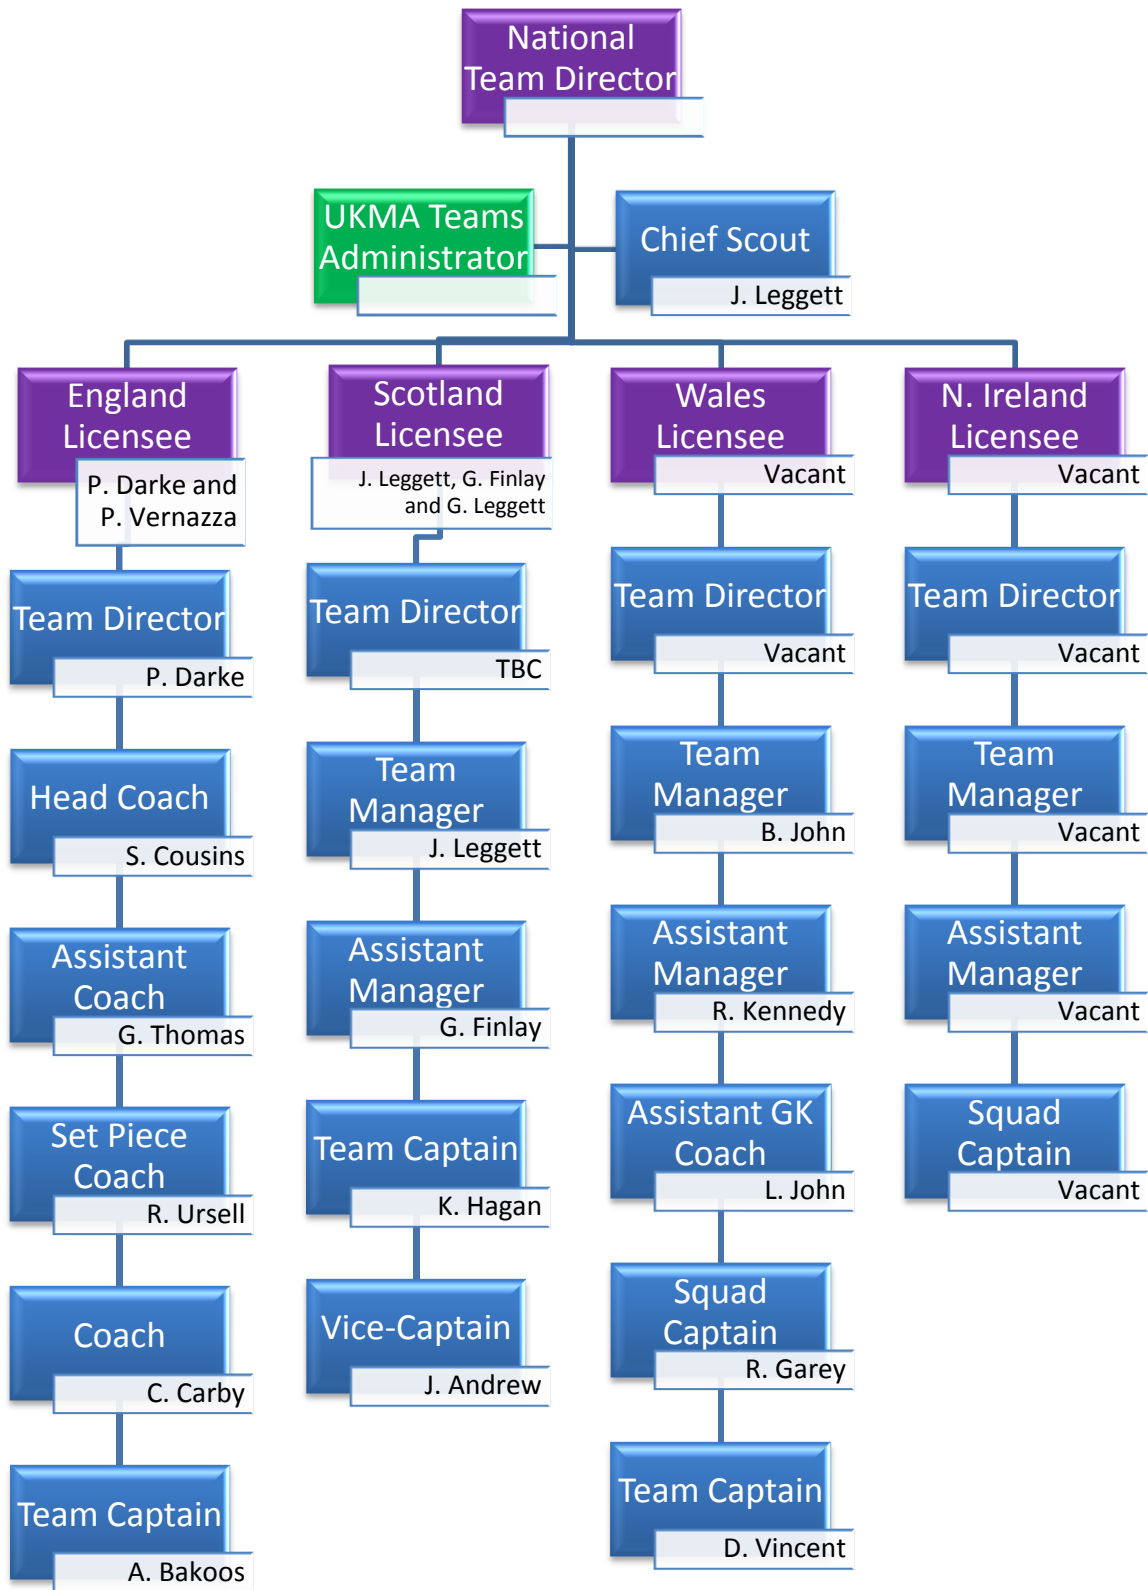 National
Team Director
UKMA Teams
Administrator
Chief Scout
J. Leggett
England
Licensee
P. Darke and
P. Vernazza
Team Director
P. Darke
Head Coach
S. Cousins
Assistant
Coach
G. Thomas
Set Piece
Coach
R. Ursell
Coach
C. Carby
Team Captain
A. Bakoos
Scotland
Licensee
J. Leggett, G. Finlay
and G. Leggett
Team Director
TBC
Team
Manager
J. Leggett
Assistant
Manager
G. Finlay
Team Captain
K. Hagan
Vice-Captain
J. Andrew
Wales
Licensee
Vacant
Team Director
Vacant
Team
Manager
B. John
Assistant
Manager
R. Kennedy
Assistant GK
Coach
L. John
Squad
Captain
R. Garey
Team Captain
D. Vincent
N. Ireland
Licensee
Vacant
Team Director
Vacant
Team
Manager
Vacant
Assistant
Manager
Vacant
Squad
Captain
Vacant